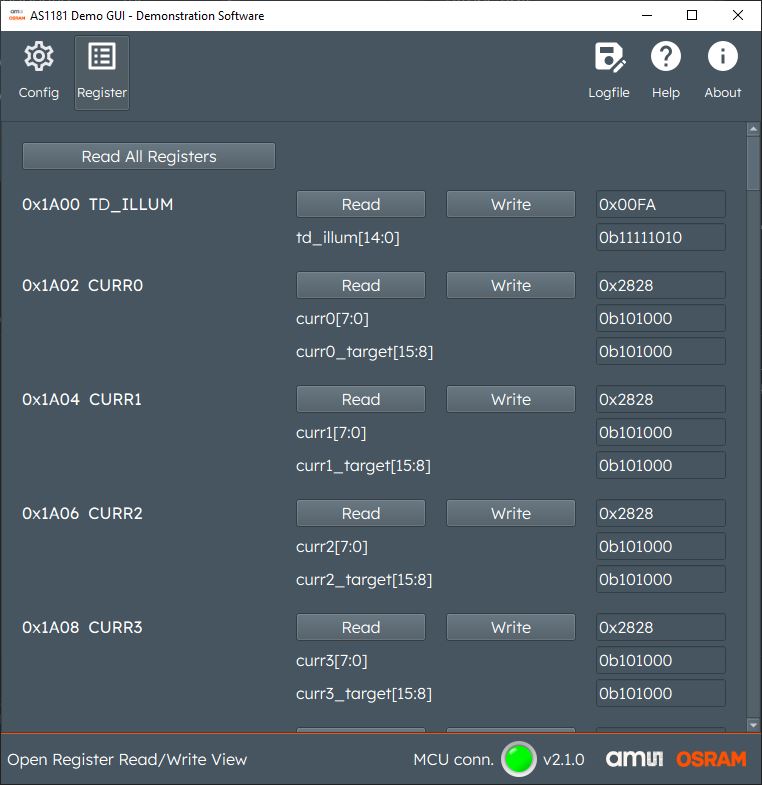 am OSRAM AS1181 Demo GUI - Demonstration Software
Config Register Logfile Help About
Read All Registers
0x1A00 TD_ILLUM Read Write 0x00FA
td_illum[14:0] 0b11111010
0x1A02 CURR0 Read Write 0x2828
curr0[7:0] 0b101000
curr0_target[15:8] 0b101000
0x1A04 CURR1 Read Write 0x2828
curr1[7:0] 0b101000
curr1_target[15:8] 0b101000
0x1A06 CURR2 Read Write 0x2828
curr2[7:0] 0b101000
curr2_target[15:8] 0b101000
0x1A08 CURR3 Read Write 0x2828
curr3[7:0] 0b101000
curr3_target[15:8] 0b101000
Open Register Read/Write View MCU conn. v2.1.0 amu OSRAM